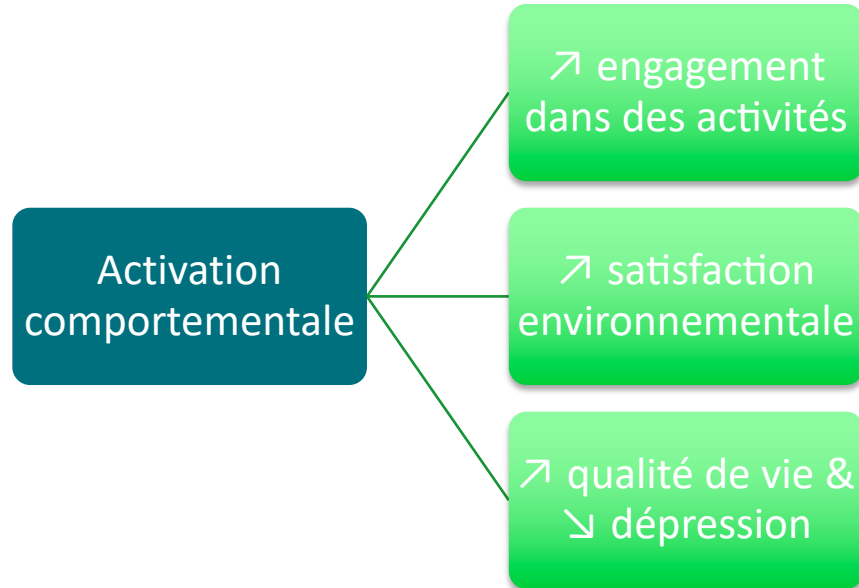 ↗ engagement
dans des activités
Activation
comportementale
↗ satisfaction
environnementale
↗ qualité de vie &
↘ dépression